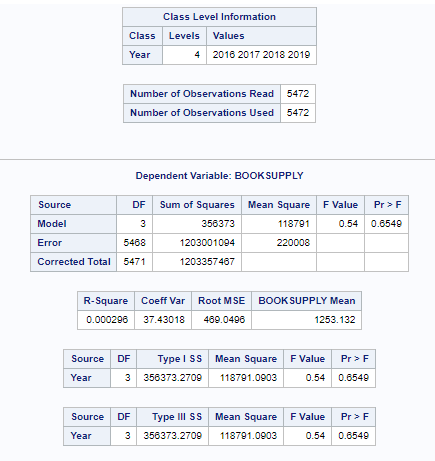 Class Level Information
Class Levels Values
Year 4 2016 2017 2018 2019
Number of Observations Read 5472
Number of Observations Used 5472
Dependent Variable: BOOKSUPPLY
Source DF Sum of Squares Mean Square F Value Pr > F
Model 3 356373 118791 0.54 0.6549
Error 5468 1203001094 220008
Corrected Total 5471 1203357467
R-Square Coeff Var Root MSE BOOKSUPPLY Mean
0.000296 37.43018 469.0496 1253.132
Source DF Type I SS Mean Square F Value Pr > F
Year 3 356373.2709 118791.0903 0.54 0.6549
Source DF Type III SS Mean Square F Value Pr > F
Year 3 356373.2709 118791.0903 0.54 0.6549